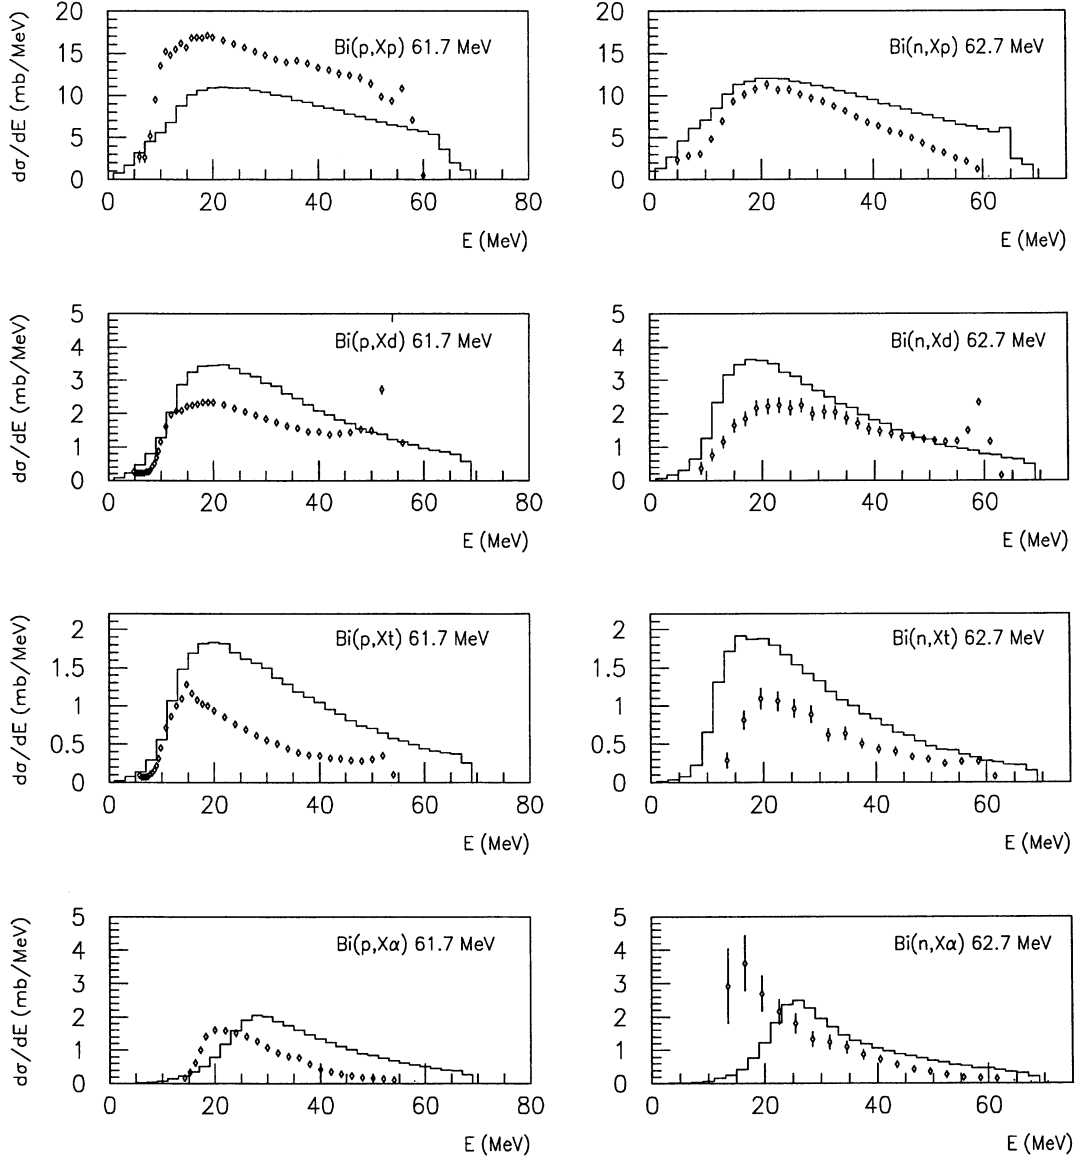 dσ/dE (mb/MeV)
20
15
10
5
0
Bi(p,Xp) 61.7 MeV
0 20 40 60 80
E (MeV)
20
15
10
5
0
Bi(n,Xp) 62.7 MeV
0 20 40 60
E (MeV)
dσ/dE (mb/MeV)
5
4
3
2
1
0
Bi(p,Xd) 61.7 MeV
0 20 40 60 80
E (MeV)
5
4
3
2
1
0
Bi(n,Xd) 62.7 MeV
0 20 40 60
E (MeV)
dσ/dE (mb/MeV)
2
1.5
1
0.5
0
Bi(p,Xt) 61.7 MeV
0 20 40 60 80
E (MeV)
2
1.5
1
0.5
0
Bi(n,Xt) 62.7 MeV
0 20 40 60
E (MeV)
dσ/dE (mb/MeV)
5
4
3
2
1
0
Bi(p,Xα) 61.7 MeV
0 20 40 60 80
E (MeV)
5
4
3
2
1
0
Bi(n,Xα) 62.7 MeV
0 20 40 60
E (MeV)